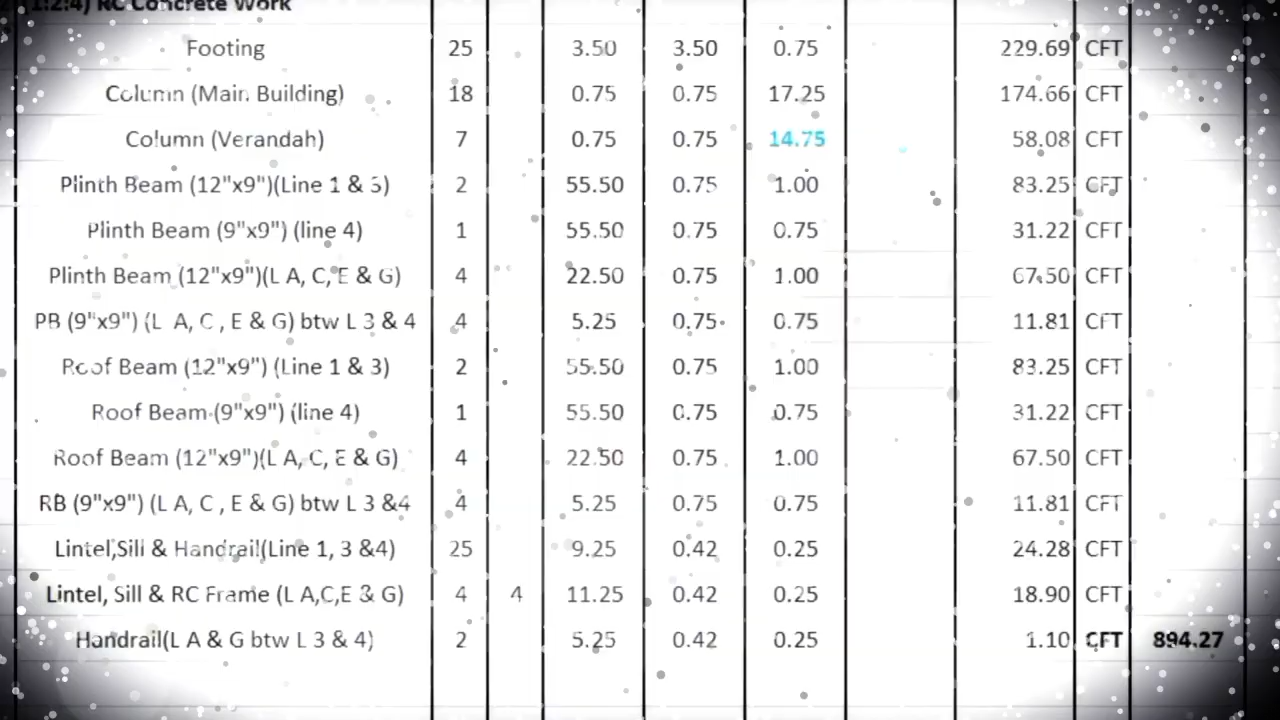 (1:2:4) RC Concrete Work
Footing 25 3.50 3.50 0.75 229.69 CFT
Column (Main Building) 18 0.75 0.75 17.25 174.66 CFT
Column (Verandah) 7 0.75 0.75 14.75 58.08 CFT
Plinth Beam (12"x9")(Line 1 & 3) 2 55.50 0.75 1.00 83.25 CFT
Plinth Beam (9"x9") (line 4) 1 55.50 0.75 0.75 31.22 CFT
Plinth Beam (12"x9")(L A, C, E & G) 4 22.50 0.75 1.00 67.50 CFT
PB (9"x9") (L A, C , E & G) btw L 3 & 4 4 5.25 0.75 0.75 11.81 CFT
Roof Beam (12"x9") (Line 1 & 3) 2 55.50 0.75 1.00 83.25 CFT
Roof Beam (9"x9") (line 4) 1 55.50 0.75 0.75 31.22 CFT
Roof Beam (12"x9")(L A, C, E & G) 4 22.50 0.75 1.00 67.50 CFT
RB (9"x9") (L A, C , E & G) btw L 3 &4 4 5.25 0.75 0.75 11.81 CFT
Lintel,Sill & Handrail(Line 1, 3 &4) 25 9.25 0.42 0.25 24.28 CFT
Lintel, Sill & RC Frame (L A,C,E & G) 4 4 11.25 0.42 0.25 18.90 CFT
Handrail(L A & G btw L 3 & 4) 2 5.25 0.42 0.25 1.10 CFT 894.27